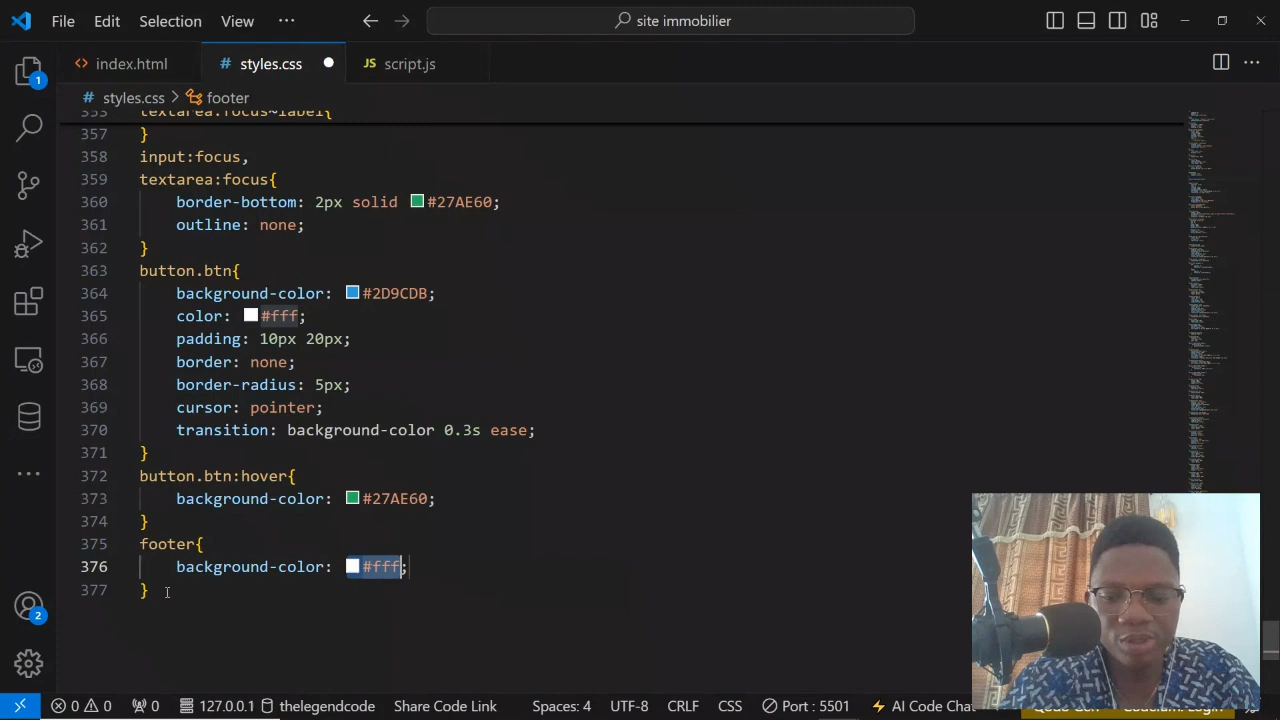 File Edit Selection View ··· site immobilier
index.html # styles.css JS script.js
# styles.css > footer
textarea:focus~label{
357 }
358 input:focus,
359 textarea:focus{
360 border-bottom: 2px solid #27AE60;
361 outline: none;
362 }
363 button.btn{
364 background-color: #2D9CDB;
365 color: #fff;
366 padding: 10px 20px;
367 border: none;
368 border-radius: 5px;
369 cursor: pointer;
370 transition: background-color 0.3s ease;
371 }
372 button.btn:hover{
373 background-color: #27AE60;
374 }
375 footer{
376 background-color: #fff;
377 }
1
2
0 0 0 127.0.0.1 thelegendcode Share Code Link Spaces: 4 UTF-8 CRLF CSS Port : 5501 AI Code Chat